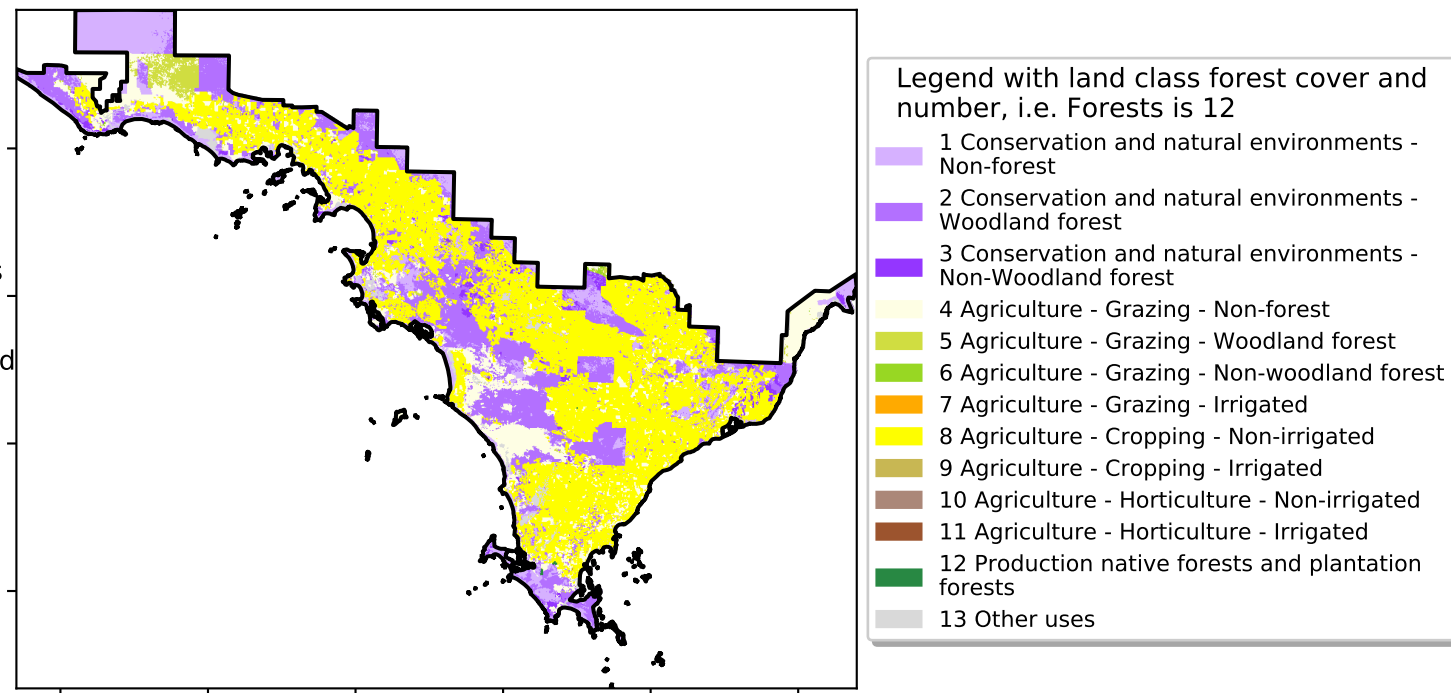 Legend with land class forest cover and
number, i.e. Forests is 12
1 Conservation and natural environments -
Non-forest
2 Conservation and natural environments -
Woodland forest
3 Conservation and natural environments -
Non-Woodland forest
4 Agriculture - Grazing - Non-forest
5 Agriculture - Grazing - Woodland forest
6 Agriculture - Grazing - Non-woodland forest
7 Agriculture - Grazing - Irrigated
8 Agriculture - Cropping - Non-irrigated
9 Agriculture - Cropping - Irrigated
10 Agriculture - Horticulture - Non-irrigated
11 Agriculture - Horticulture - Irrigated
12 Production native forests and plantation
forests
13 Other uses